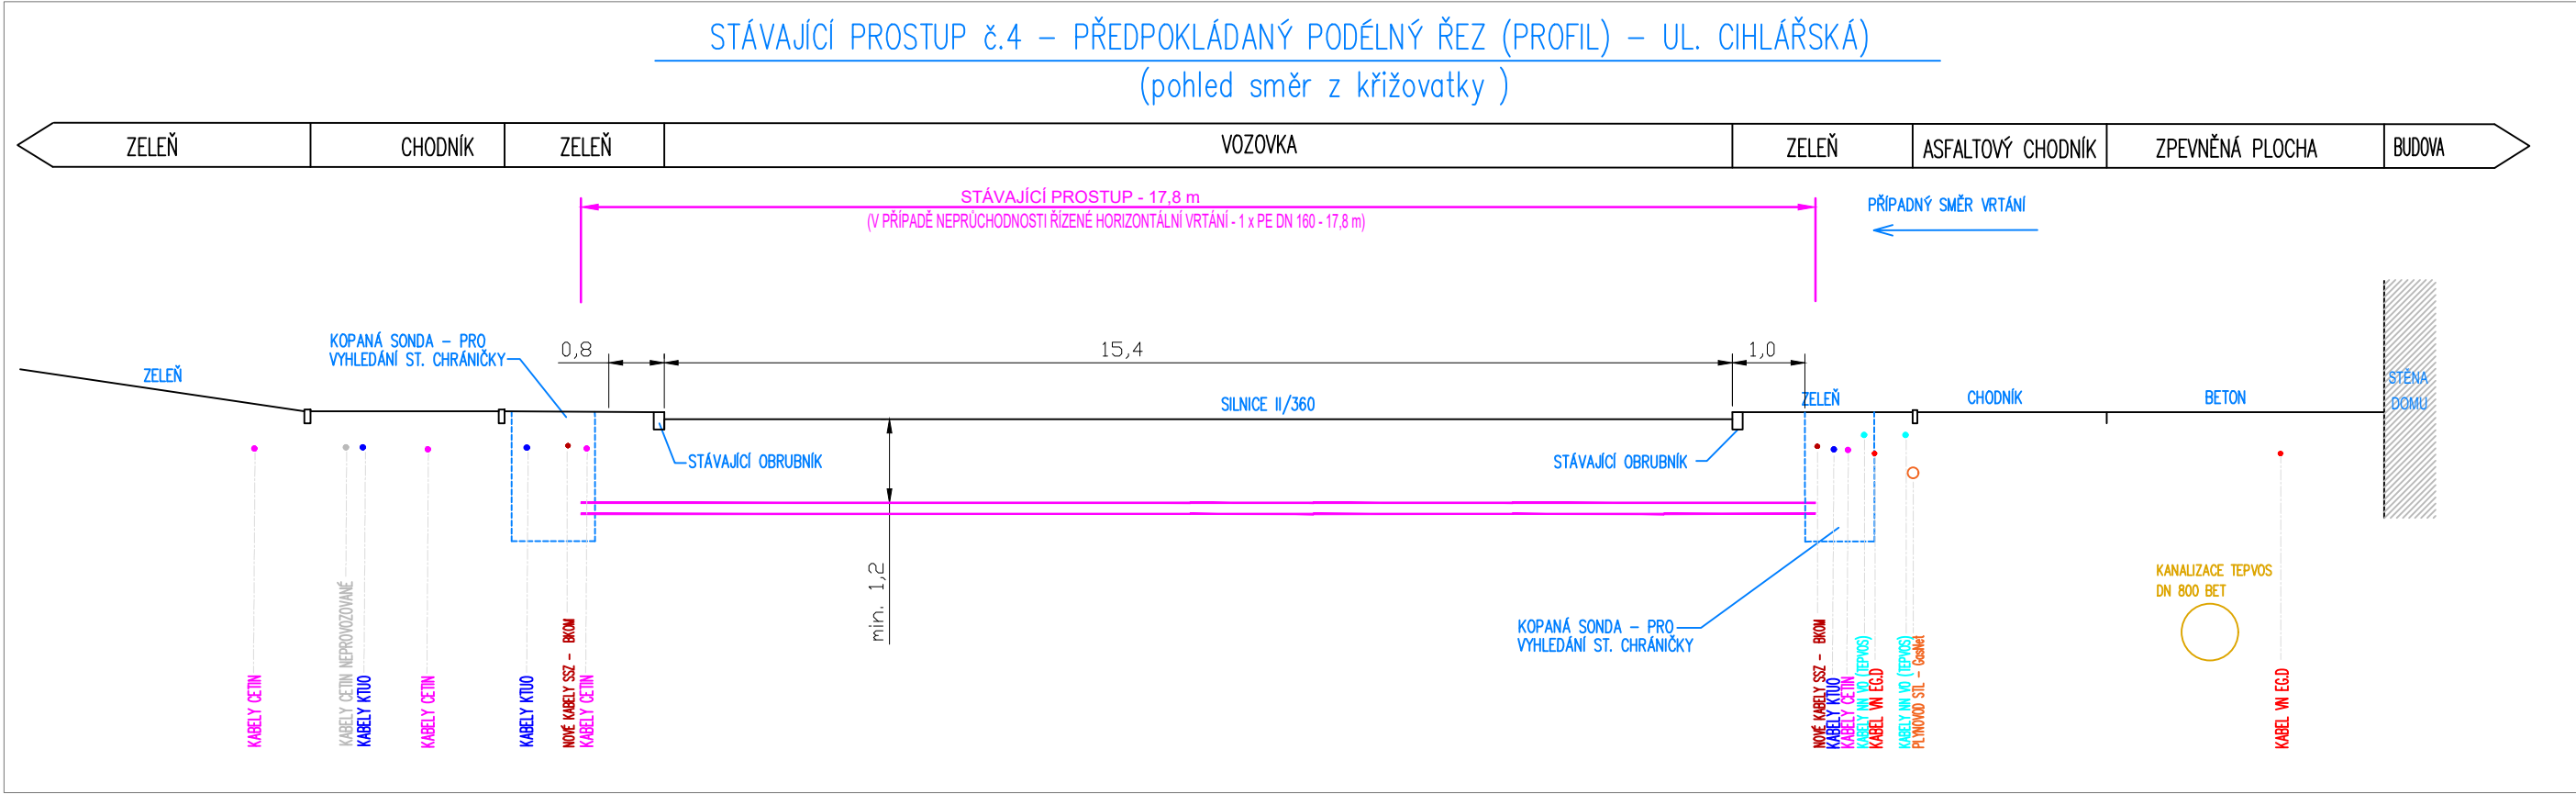 STÁVAJÍCÍ PROSTUP č.4 – PŘEDPOKLÁDANÝ PODÉLNÝ ŘEZ (PROFIL) – UL. CIHLÁŘSKÁ)
(pohled směr z křižovatky )
ZELEŇ
CHODNÍK
ZELEŇ
VOZOVKA
ZELEŇ
ASFALTOVÝ CHODNÍK
ZPEVNĚNÁ PLOCHA
BUDOVA
STÁVAJÍCÍ PROSTUP - 17,8 m
(V PŘÍPADĚ NEPRŮCHODNOSTI ŘÍZENÉ HORIZONTÁLNÍ VRTÁNÍ - 1 x PE DN 160 - 17,8 m)
PŘÍPADNÝ SMĚR VRTÁNÍ
KOPANÁ SONDA – PRO
VYHLEDÁNÍ ST. CHRÁNIČKY
0,8
15,4
1,0
ZELEŇ
SILNICE II/360
ZELEŇ
CHODNÍK
BETON
STĚNA
DOMU
STÁVAJÍCÍ OBRUBNÍK
STÁVAJÍCÍ OBRUBNÍK
min. 1,2
KANALIZACE TEPVOS
DN 800 BET
KOPANÁ SONDA – PRO
VYHLEDÁNÍ ST. CHRÁNIČKY
KABELY CETIN
KABELY CETIN NEPROVOZOVANÉ
KABELY KTUO
KABELY CETIN
KABELY KTUO
NOVÉ KABELY SSZ – BKOM
KABELY CETIN
NOVÉ KABELY SSZ – BKOM
KABELY KTUO
KABELY CETIN
KABELY NN VO (TEPVOS)
KABEL VN EG.D
KABELY NN VO (TEPVOS)
PLYNOVOD STL – GasNet
KABEL VN EG.D